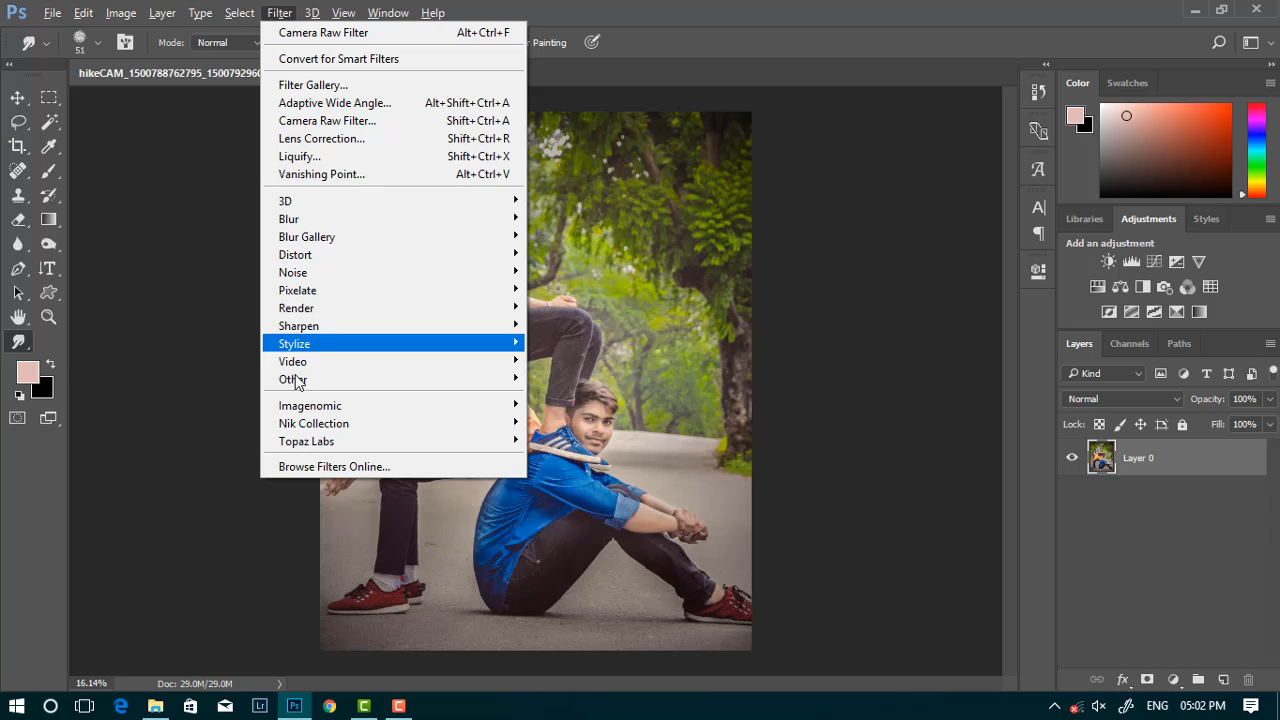 Ps File Edit Image Layer Type Select Filter 3D View Window Help
51 Mode: Normal Painting
hikeCAM_1500788762795_150079296
Camera Raw Filter Alt+Ctrl+F
Convert for Smart Filters
Filter Gallery...
Adaptive Wide Angle... Alt+Shift+Ctrl+A
Camera Raw Filter... Shift+Ctrl+A
Lens Correction... Shift+Ctrl+R
Liquify... Shift+Ctrl+X
Vanishing Point... Alt+Ctrl+V
3D
Blur
Blur Gallery
Distort
Noise
Pixelate
Render
Sharpen
Stylize
Video
Other
Imagenomic
Nik Collection
Topaz Labs
Browse Filters Online...
Color Swatches
Libraries Adjustments Styles
Add an adjustment
Layers Channels Paths
Kind
Normal Opacity: 100%
Lock: Fill: 100%
Layer 0
16.14% Doc: 29.0M/29.0M
Lr Ps C C ENG 05:02 PM